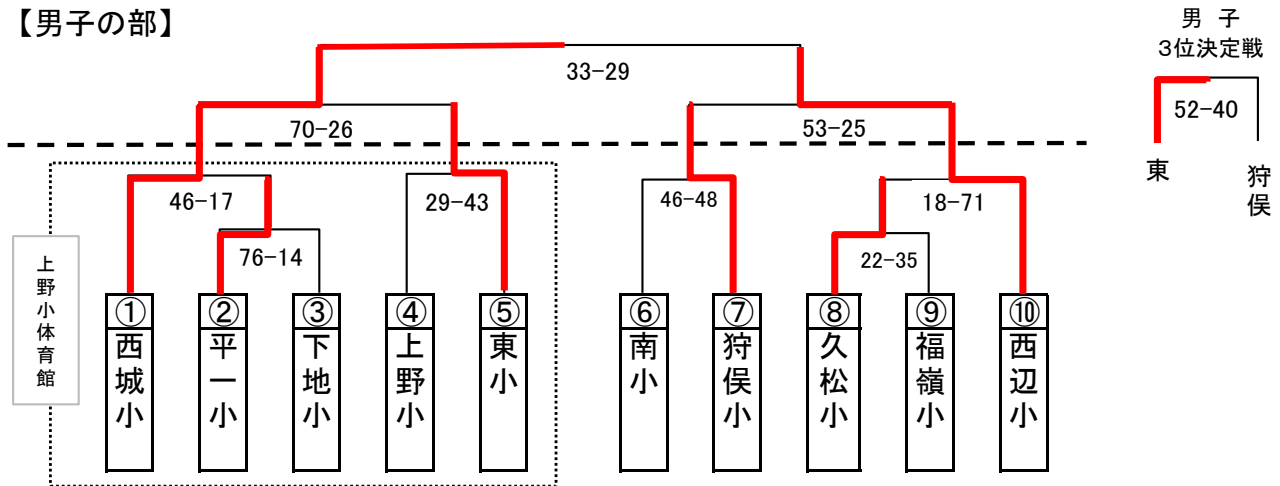 【男子の部】
男 子
3位決定戦
33-29
52-40
70-26
53-25
東
狩俣
46-17
29-43
46-48
18-71
76-14
22-35
上野小体育館
① ② ③ ④ ⑤ ⑥ ⑦ ⑧ ⑨ ⑩
西城小
平一小
下地小
上野小
東小
南小
狩俣小
久松小
福嶺小
西辺小